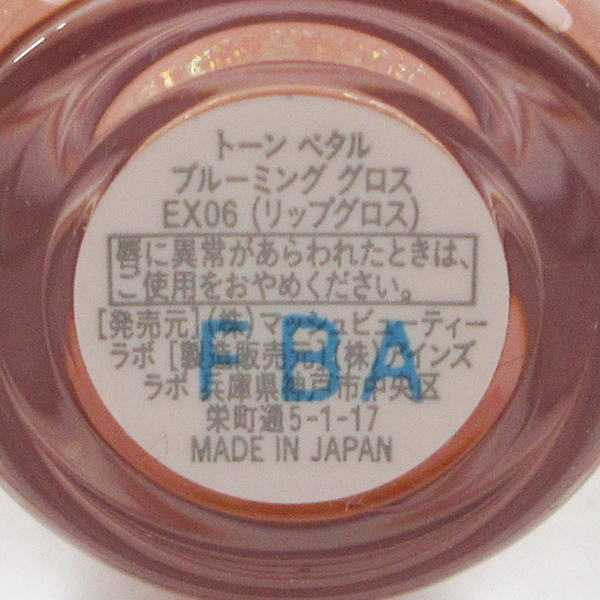 トーン ペタル
ブルーミング グロス
EX06 (リップグロス)
唇に異常があらわれたときは、
ご使用をおやめください。
[発売元](株)マッシュビューティー
ラボ [製造販売元](株)アインズ
ラボ 兵庫県神戸市中央区
栄町通5-1-17
MADE IN JAPAN
FBA